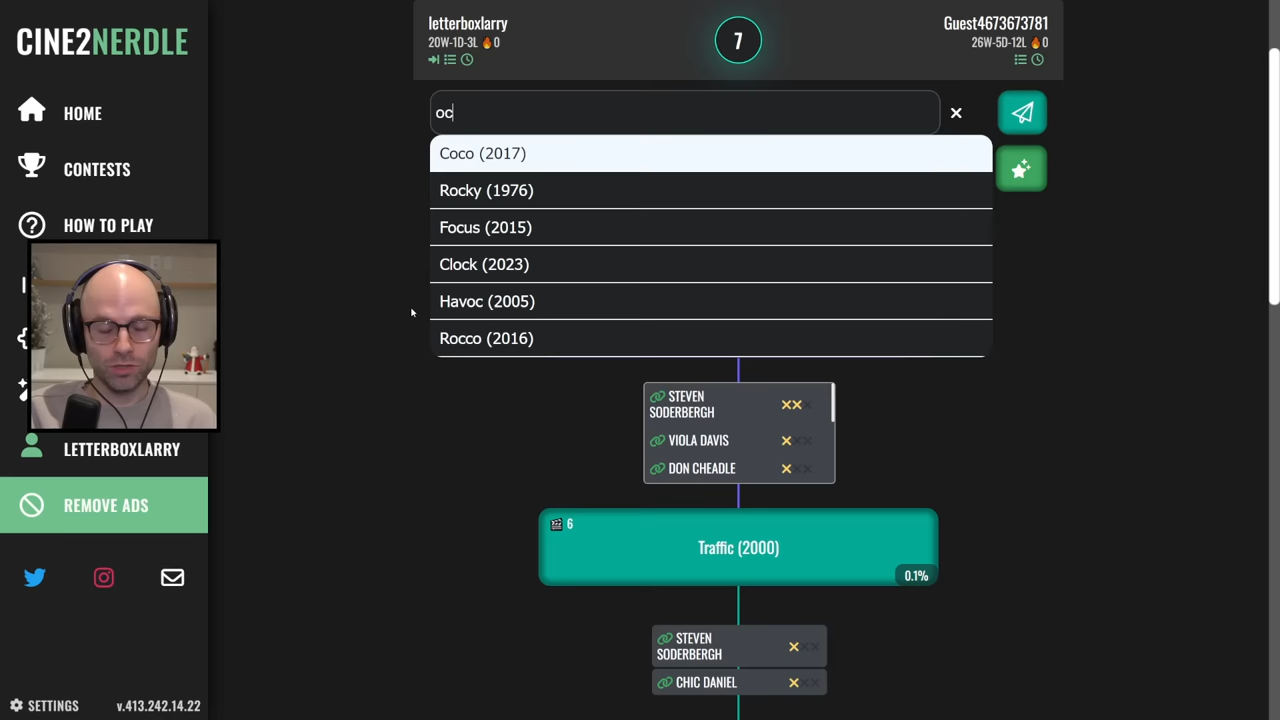 CINE2NERDLE
HOME
CONTESTS
HOW TO PLAY
LETTERBOXLARRY
REMOVE ADS
SETTINGS
v.413.242.14.22
letterboxlarry
20W-1D-3L 🔥0
7
Guest4673673781
26W-5D-12L 🔥0
oc
Coco (2017)
Rocky (1976)
Focus (2015)
Clock (2023)
Havoc (2005)
Rocco (2016)
STEVEN
SODERBERGH
VIOLA DAVIS
DON CHEADLE
6
Traffic (2000)
0.1%
STEVEN
SODERBERGH
CHIC DANIEL